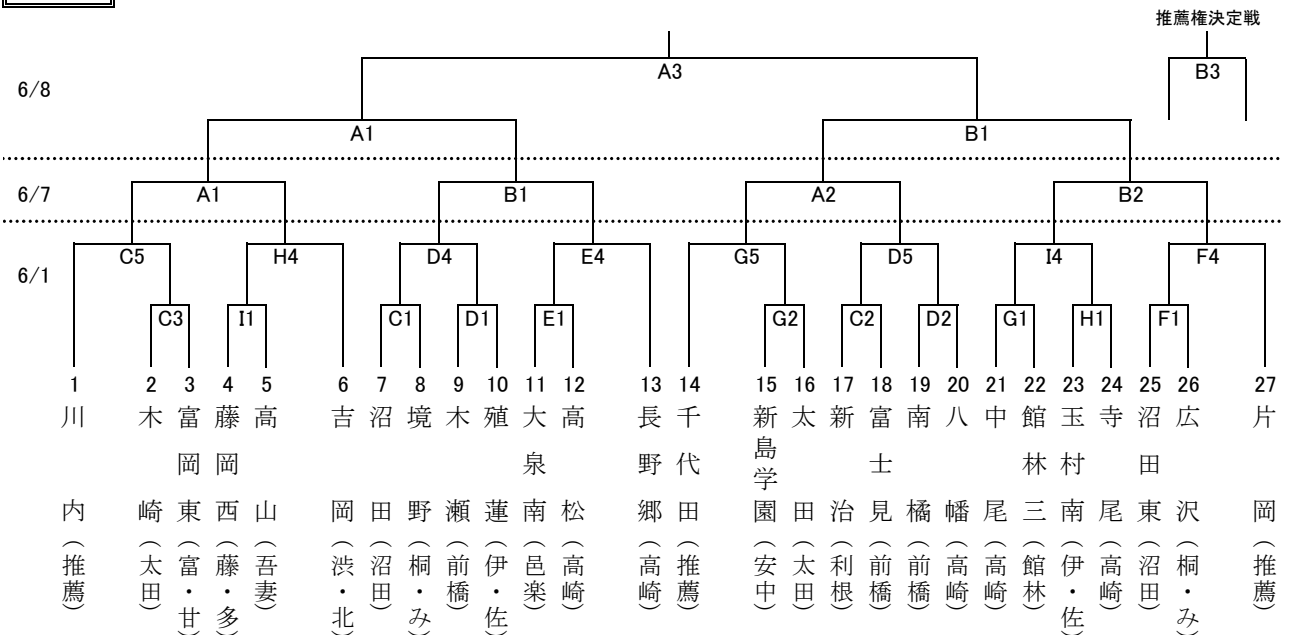 推薦権決定戦
A3
B3
6/8
A1
B1
6/7
A1
B1
A2
B2
C5
H4
D4
E4
G5
D5
I4
F4
6/1
C3
I1
C1
D1
E1
G2
C2
D2
G1
H1
F1
1
2
3
4
5
6
7
8
9
10
11
12
13
14
15
16
17
18
19
20
21
22
23
24
25
26
27
川内(推薦)
木崎(太田)
富岡東(富・甘)
藤岡西(藤・多)
高山(吾妻)
吉岡(渋・北)
沼田(沼田)
境野(桐・み)
木瀬(前橋)
殖蓮(伊・佐)
大泉南(邑楽)
高松(高崎)
長野郷(高崎)
千代田(推薦)
新島学園(安中)
太田(太田)
新治(利根)
富士見(前橋)
南橘(前橋)
八幡(高崎)
中尾(高崎)
館林三(館林)
玉村南(伊・佐)
寺尾(高崎)
沼田東(沼田)
広沢(桐・み)
片岡(推薦)